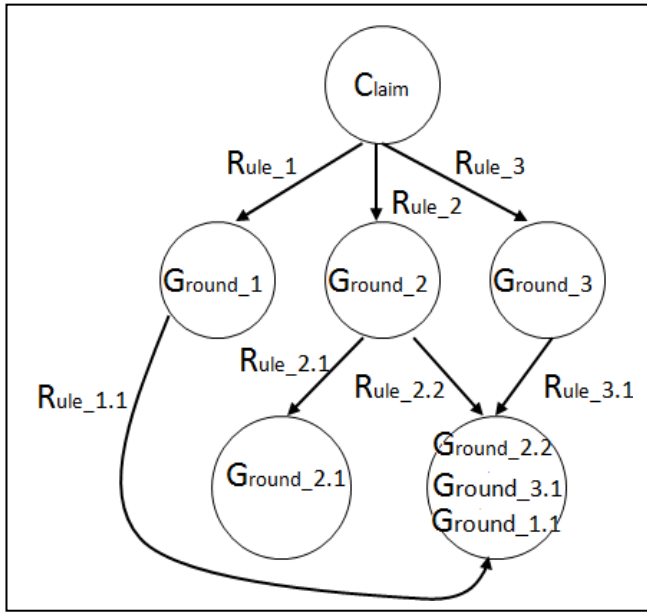 Claim
Rule_1
Rule_3
Rule_2
Ground_1
Ground_2
Ground_3
Rule_2.1
Rule_2.2
Rule_3.1
Rule_1.1
Ground_2.1
Ground_2.2
Ground_3.1
Ground_1.1